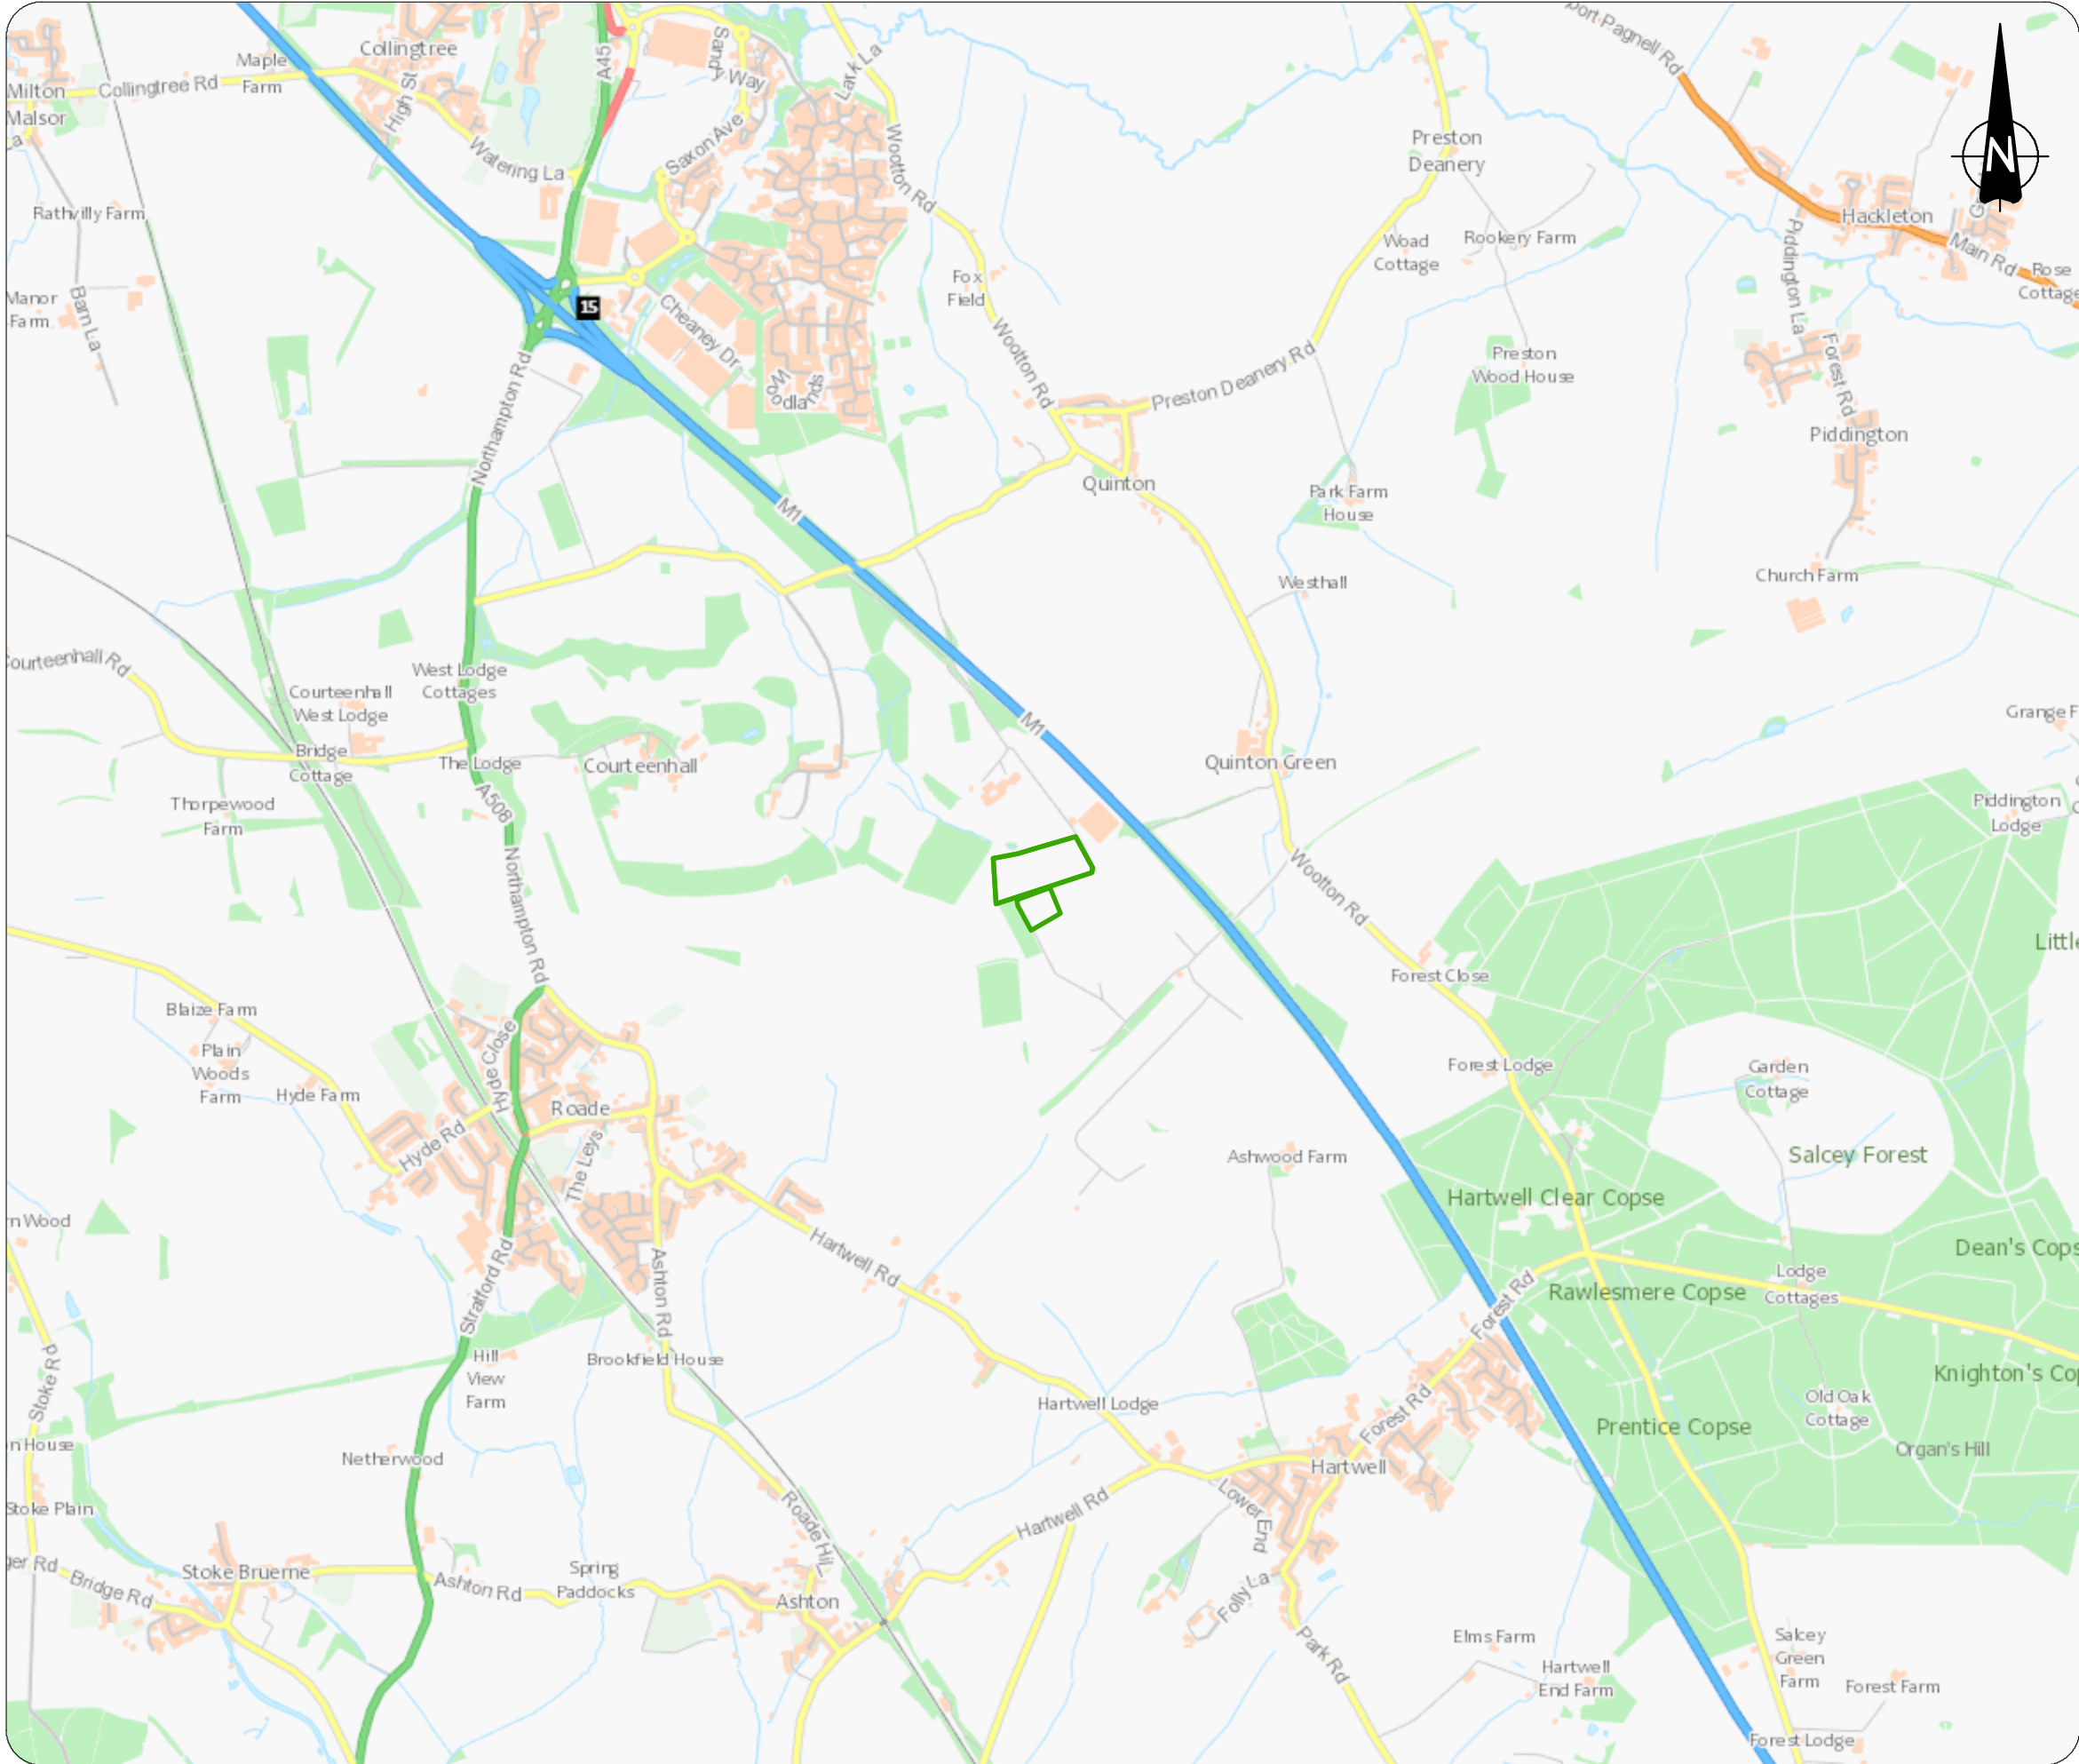 port Pagnell Rd
Collingtree
Maple
Farm
Collingtree Rd
Milton
Malsor
High St
A45
Sandy Way
Lark La
Watering La
Saxon Ave
Wootton Rd
Preston
Deanery
N
Rathvilly Farm
Hackleton
Main Rd
Rose
Cottage
Woad
Cottage
Rookery Farm
Piddington La
Manor
Farm
Barn La
15
Fox
Field
Cheaney Dr
Wootton Rd
Woodlands
Preston
Wood House
Forest Rd
Preston Deanery Rd
Northampton Rd
Piddington
Quinton
Park Farm
House
M1
Westhall
Church Farm
Courteenhall Rd
West Lodge
Cottages
Courteenhall
West Lodge
Bridge
Cottage
The Lodge
Courteenhall
M1
Quinton Green
Grange F
A508
Thorpewood
Farm
Piddington
Lodge
Northampton Rd
Wootton Rd
Little
Forest Close
Blaize Farm
Plain
Woods
Farm
Hyde Farm
Hyde Close
Forest Lodge
Garden
Cottage
Roade
Hyde Rd
The Leys
Ashwood Farm
Salcey Forest
Hartwell Clear Copse
rn Wood
Hartwell Rd
Dean's Cops
Stratford Rd
Ashton Rd
Forest Rd
Rawlesmere Copse
Lodge
Cottages
Hill
View
Farm
Brookfield House
Knighton's Cop
Stoke Rd
Hartwell Lodge
Forest Rd
Old Oak
Cottage
Prentice Copse
Organ's Hill
n House
Netherwood
Hartwell
Stoke Plain
Roade Hill
Hartwell Rd
Lower End
ger Rd
Bridge Rd
Stoke Bruerne
Ashton Rd
Spring
Paddocks
Ashton
Folly La
Park Rd
Elms Farm
Hartwell
End Farm
Salcey
Green
Farm
Forest Farm
Forest Lodge